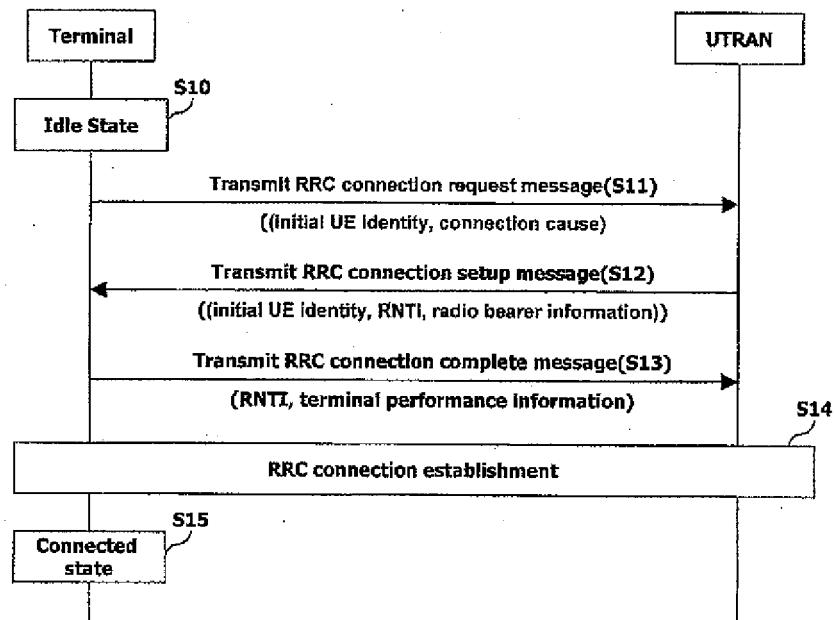 Terminal
UTRAN
S10
Idle State
Transmit RRC connection request message(S11)
((initial UE identity, connection cause)
Transmit RRC connection setup message(S12)
((initial UE identity, RNTI, radio bearer information))
Transmit RRC connection complete message(S13)
(RNTI, terminal performance information)
S14
RRC connection establishment
S15
Connected
state